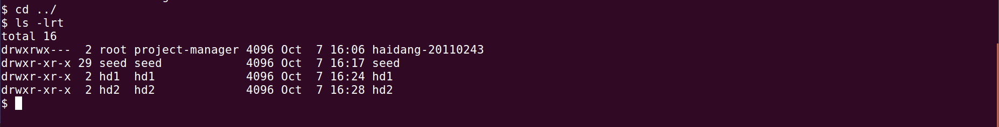 $ cd ../
$ ls -lrt
total 16
drwxrwx---  2 root project-manager 4096 Oct  7 16:06 haidang-20110243
drwxr-xr-x 29 seed seed            4096 Oct  7 16:17 seed
drwxr-xr-x  2 hd1  hd1             4096 Oct  7 16:24 hd1
drwxr-xr-x  2 hd2  hd2             4096 Oct  7 16:28 hd2
$